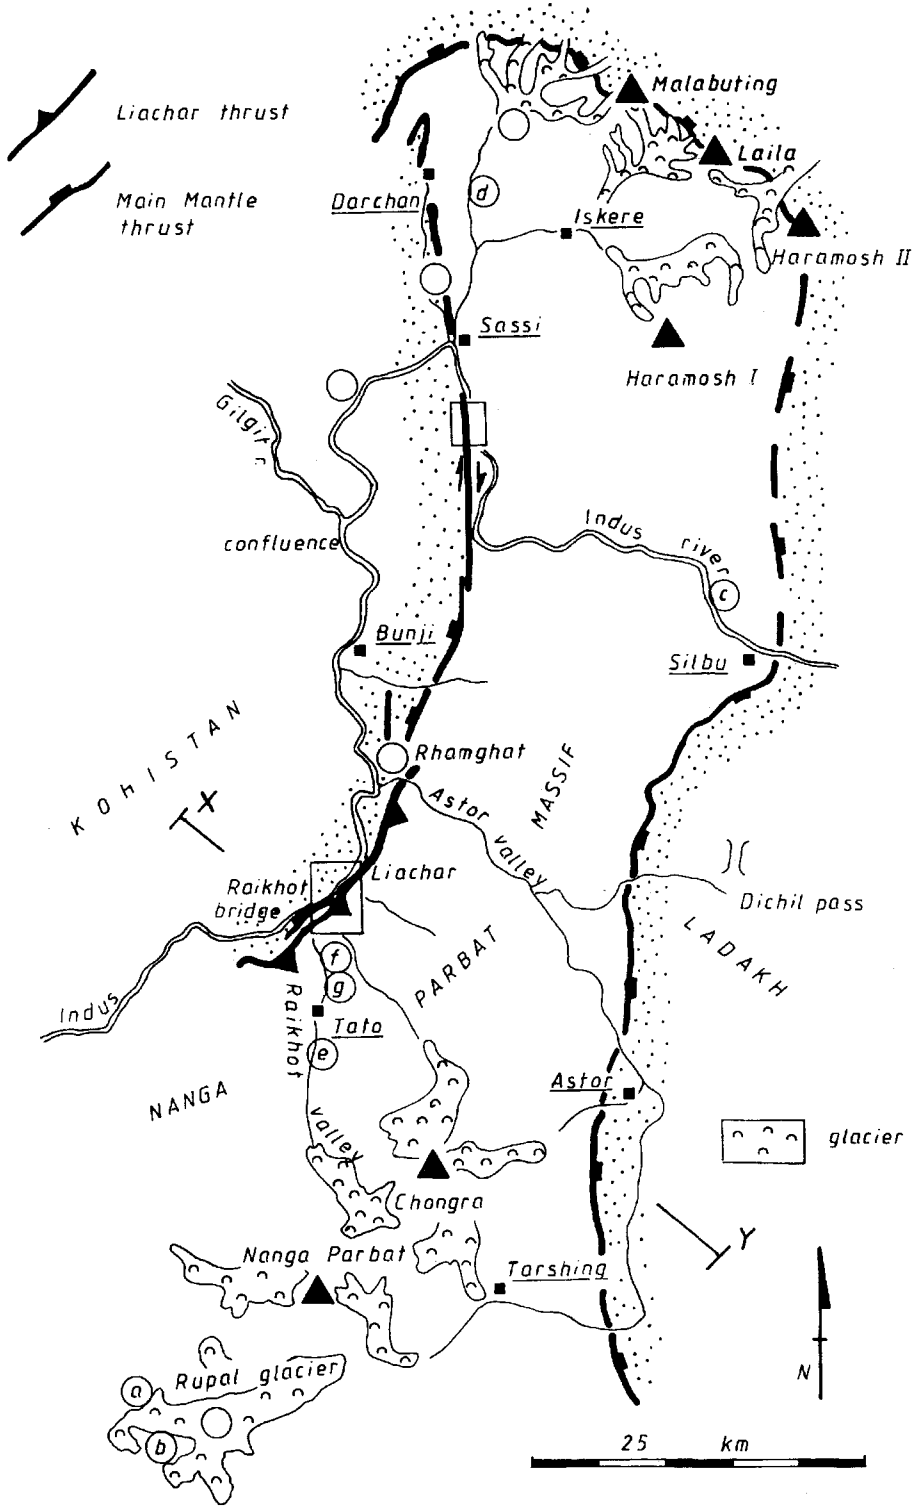 Malabuting
Liachar thrust
Laila
Main Mantle
thrust
Darchan
d
Iskere
Haramosh II
Sassi
Haramosh I
Gilgit r.
Indus
river
confluence
c
Bunji
Silbu
KOHISTAN
X
Rhamghat
MASSIF
Astor
valley
Liachar
Raikhot
bridge
Dichil pass
LADAKH
PARBAT
f
g
Indus
Raikhot
Tato
e
NANGA
Astor
valley
glacier
Chongra
Y
Nanga Parbat
Tarshing
Rupal glacier
a
b
N
25 km